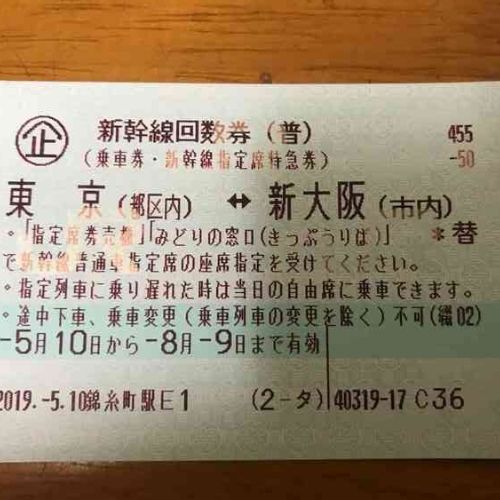 企 新幹線回数券(普) 455
(乗車券・新幹線指定席特急券) -50
東 京(都区内) ↔ 新大阪(市内)
・「指定席券売機」「みどりの窓口(きっぷうりば)」 *替
で新幹線普通車指定席の座席指定を受けてください。
・指定列車に乗り遅れた時は当日の自由席に乗車できます。
・途中下車、乗車変更(乗車列車の変更を除く)不可(繼02)
-5月10日から-8月-9日まで有効
2019.-5.10錦糸町駅E1 (2-タ) 40319-17 C36